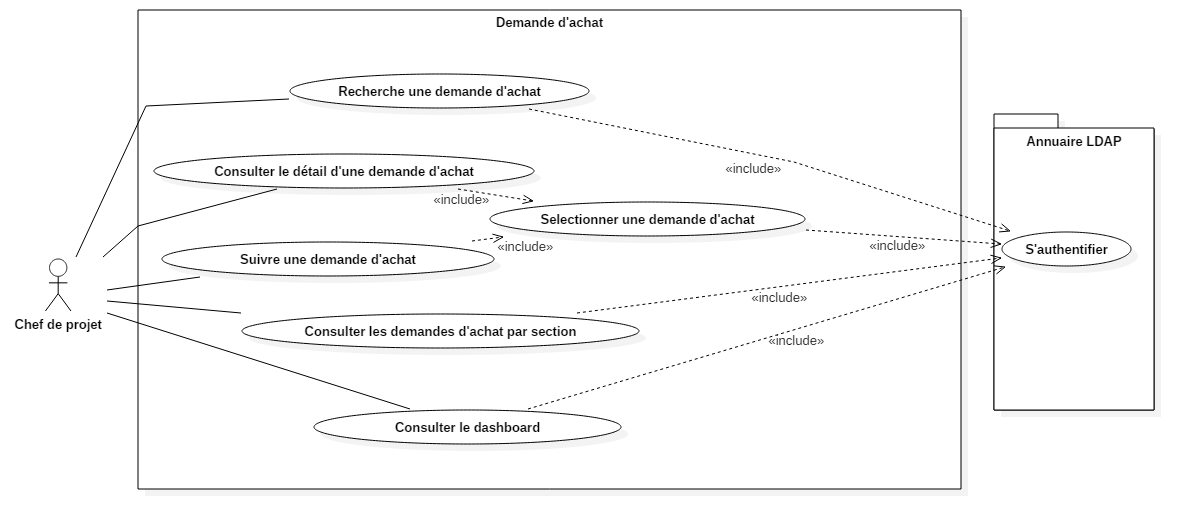 Demande d'achat
Recherche une demande d'achat
Annuaire LDAP
«include»
Consulter le détail d'une demande d'achat
«include»
Selectionner une demande d'achat
«include»
«include»
S'authentifier
Suivre une demande d'achat
«include»
Chef de projet
Consulter les demandes d'achat par section
«include»
Consulter le dashboard